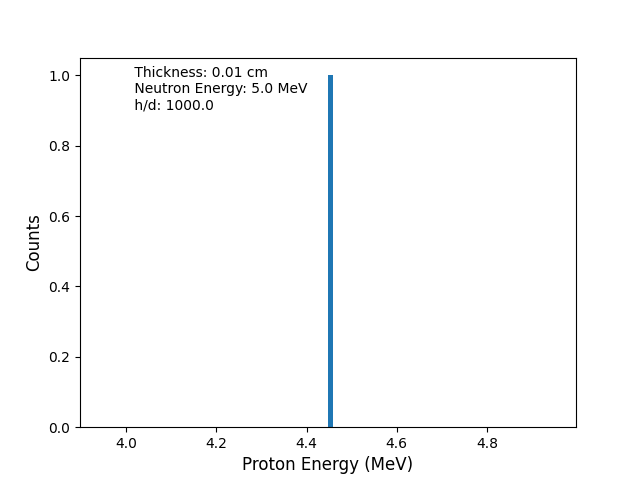 Thickness: 0.01 cm
Neutron Energy: 5.0 MeV
h/d: 1000.0
1.0
0.8
0.6
0.4
0.2
0.0
Counts
4.0 4.2 4.4 4.6 4.8
Proton Energy (MeV)